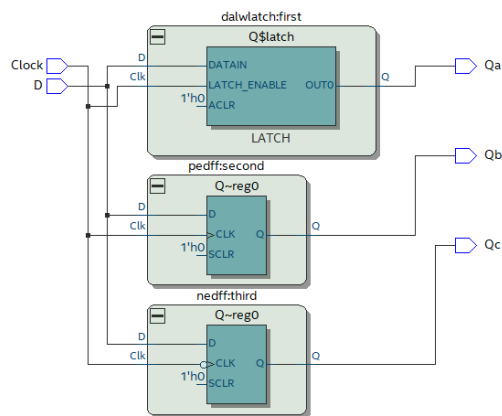 dalwlatch:first
Q$latch
Clock
D
D
Clk
DATAIN
LATCH_ENABLE
OUT0
1'h0
ACLR
Q
Qa
LATCH
pedff:second
Q~reg0
D
Clk
D
CLK
Q
1'h0
SCLR
Q
Qb
nedff:third
Q~reg0
D
Clk
D
CLK
Q
1'h0
SCLR
Q
Qc